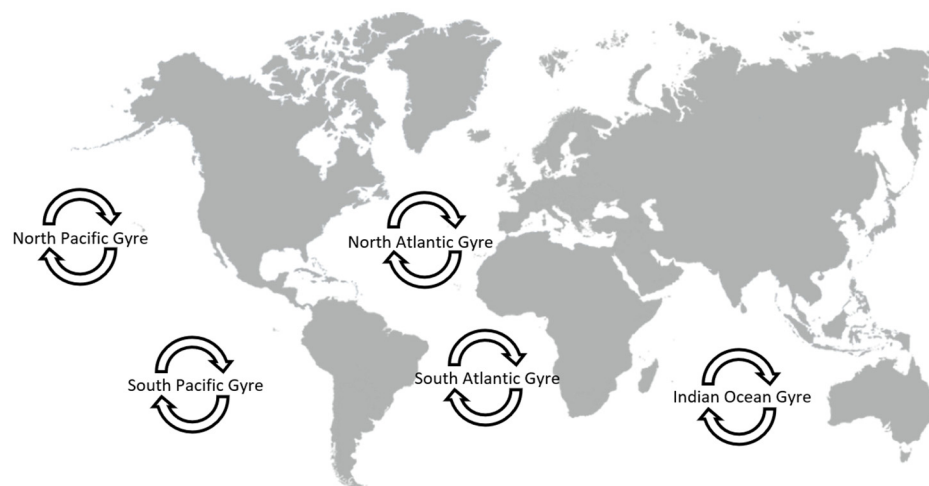 North Pacific Gyre
North Atlantic Gyre
South Pacific Gyre
South Atlantic Gyre
Indian Ocean Gyre